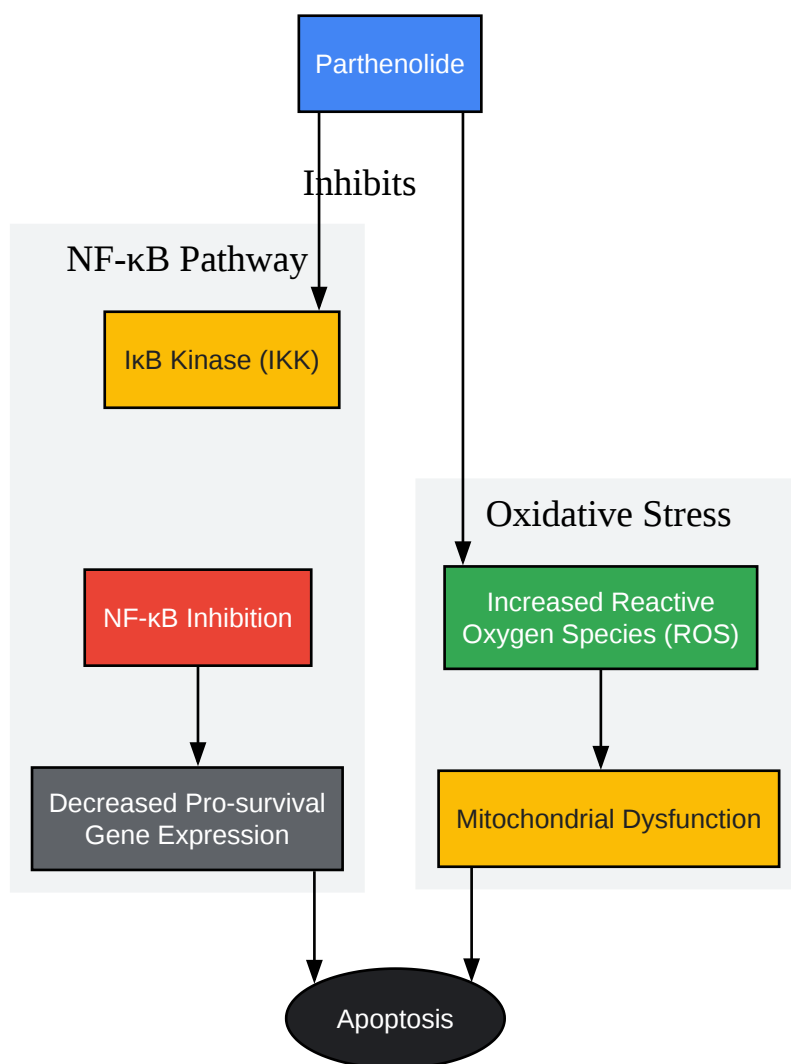 Parthenolide
Inhibits
NF-κB Pathway
IκB Kinase (IKK)
NF-κB Inhibition
Decreased Pro-survival
Gene Expression
Oxidative Stress
Increased Reactive
Oxygen Species (ROS)
Mitochondrial Dysfunction
Apoptosis